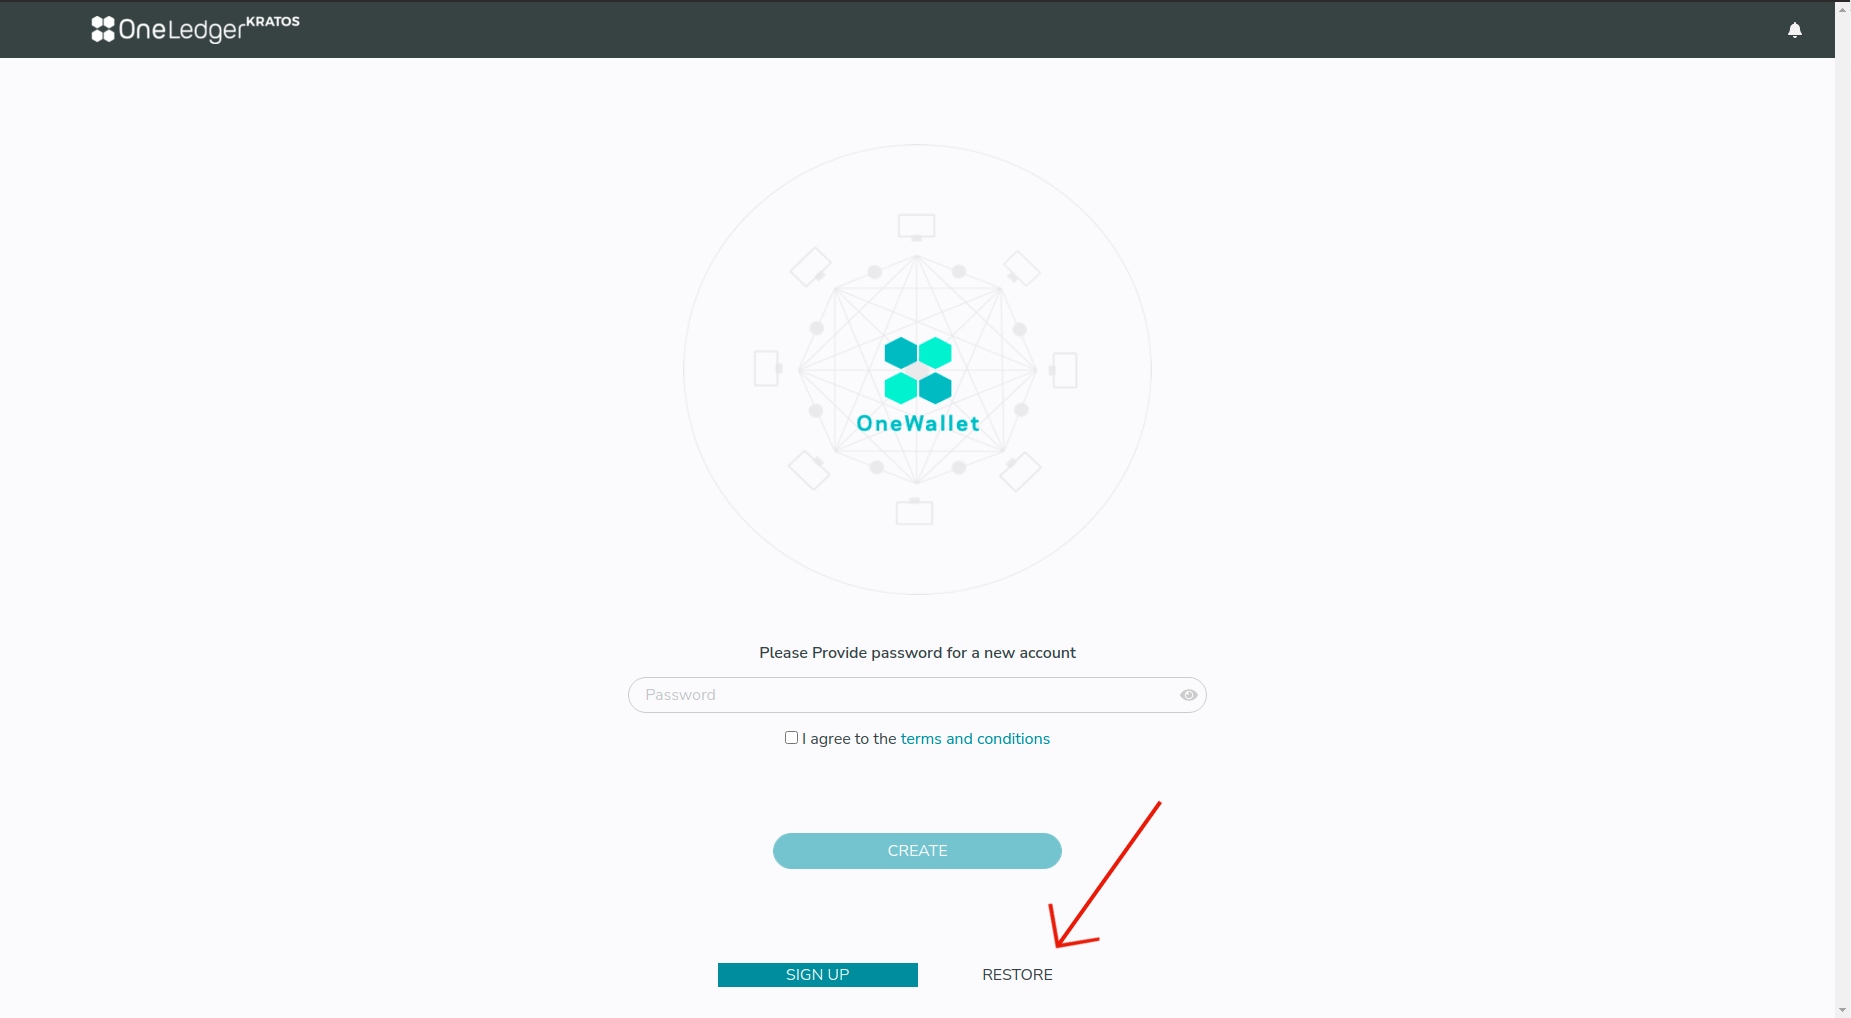 OneLedger KRATOS
OneWallet
Please Provide password for a new account
Password
I agree to the terms and conditions
CREATE
SIGN UP
RESTORE